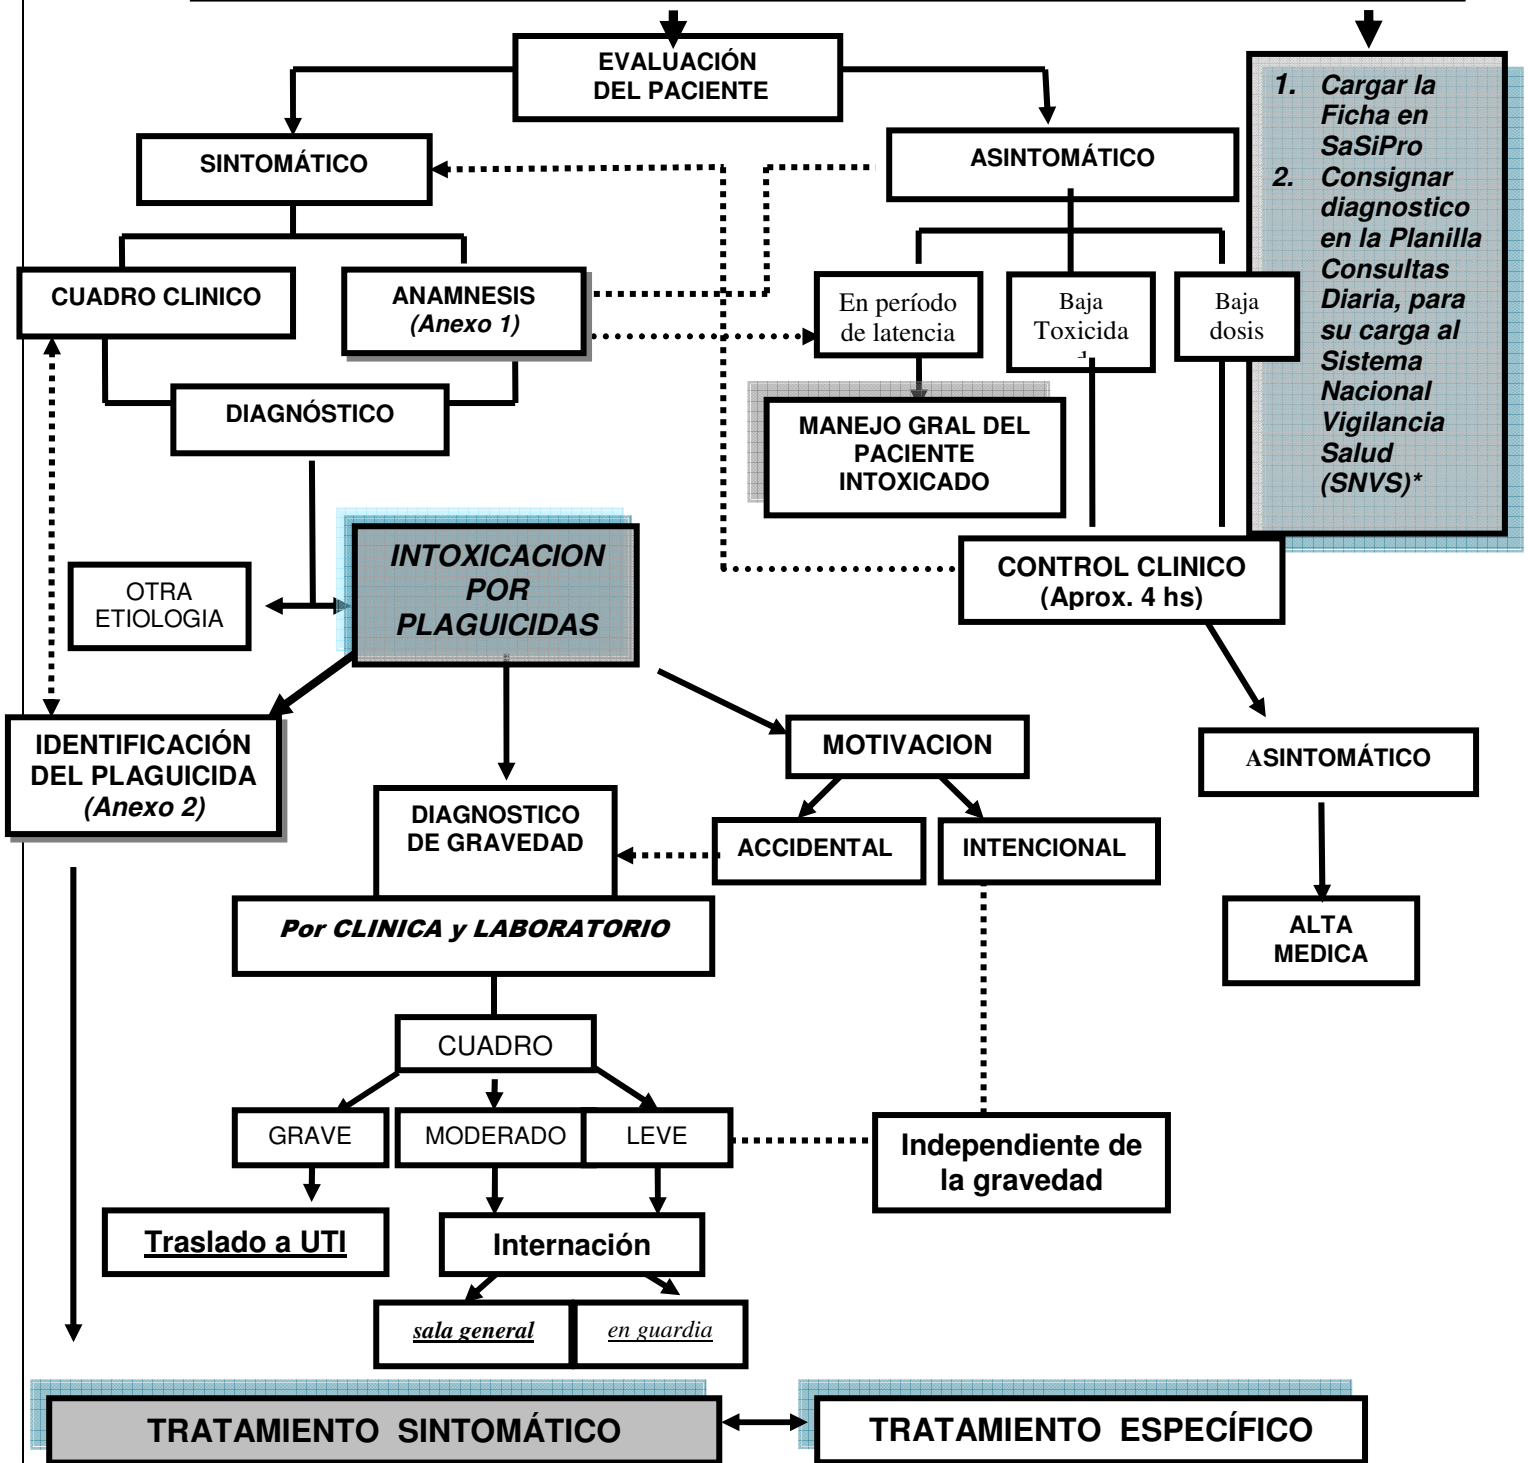 EVALUACIÓN
DEL PACIENTE
1. Cargar la
Ficha en
SaSiPro
2. Consignar
diagnostico
en la Planilla
Consultas
Diaria, para
su carga al
Sistema
Nacional
Vigilancia
Salud
(SNVS)*
SINTOMÁTICO
ASINTOMÁTICO
CUADRO CLINICO
ANAMNESIS
(Anexo 1)
En período
de latencia
Baja
Toxicida
Baja
dosis
DIAGNÓSTICO
MANEJO GRAL DEL
PACIENTE
INTOXICADO
INTOXICACION
POR
PLAGUICIDAS
OTRA
ETIOLOGIA
CONTROL CLINICO
(Aprox. 4 hs)
IDENTIFICACIÓN
DEL PLAGUICIDA
(Anexo 2)
MOTIVACION
ASINTOMÁTICO
DIAGNOSTICO
DE GRAVEDAD
ACCIDENTAL
INTENCIONAL
Por CLINICA y LABORATORIO
ALTA
MEDICA
CUADRO
GRAVE
MODERADO
LEVE
Independiente de
la gravedad
Traslado a UTI
Internación
sala general
en guardia
TRATAMIENTO SINTOMÁTICO
TRATAMIENTO ESPECÍFICO